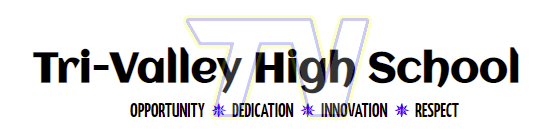 TV
Tri-Valley High School
OPPORTUNITY ✵ DEDICATION ✵ INNOVATION ✵ RESPECT